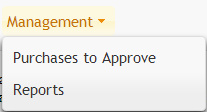 Management
Purchases to Approve
Reports